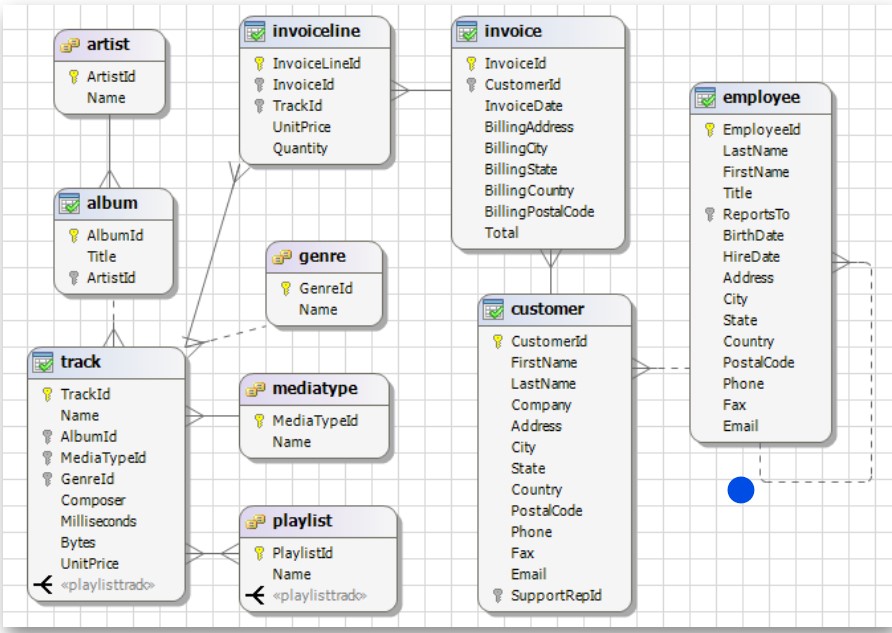 artist
ArtistId
Name
invoiceline
InvoiceLineId
InvoiceId
TrackId
UnitPrice
Quantity
invoice
InvoiceId
CustomerId
InvoiceDate
BillingAddress
BillingCity
BillingState
BillingCountry
BillingPostalCode
Total
employee
EmployeeId
LastName
FirstName
Title
ReportsTo
BirthDate
HireDate
Address
City
State
Country
PostalCode
Phone
Fax
Email
album
AlbumId
Title
ArtistId
genre
GenreId
Name
customer
CustomerId
FirstName
LastName
Company
Address
City
State
Country
PostalCode
Phone
Fax
Email
SupportRepId
track
TrackId
Name
AlbumId
MediaTypeId
GenreId
Composer
Milliseconds
Bytes
UnitPrice
«playlisttrack»
mediatype
MediaTypeId
Name
playlist
PlaylistId
Name
«playlisttrack»